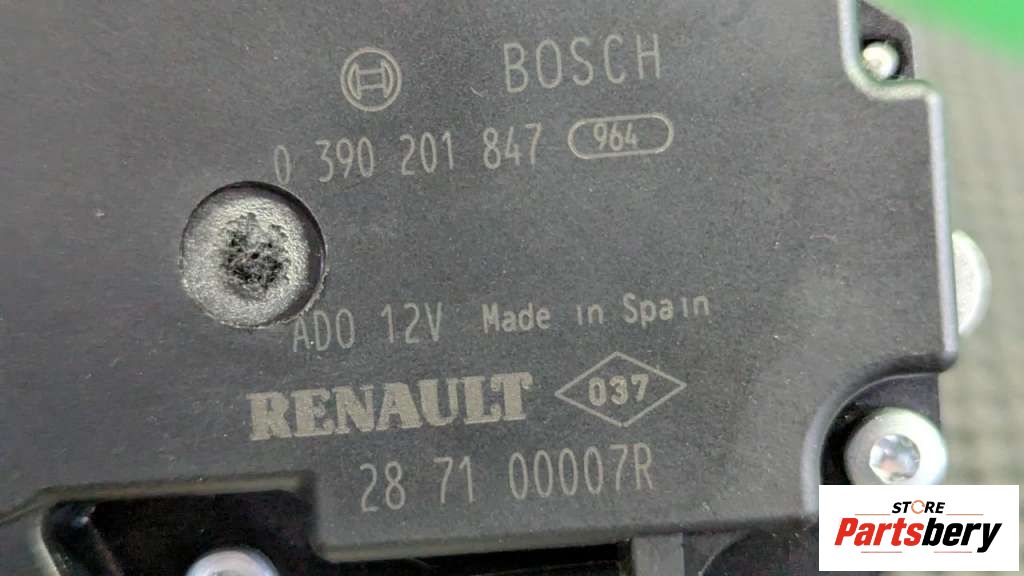 BOSCH
0 390 201 847 964
ADO 12V Made in Spain
RENAULT 037
28 71 00007R
STORE
Partsbery